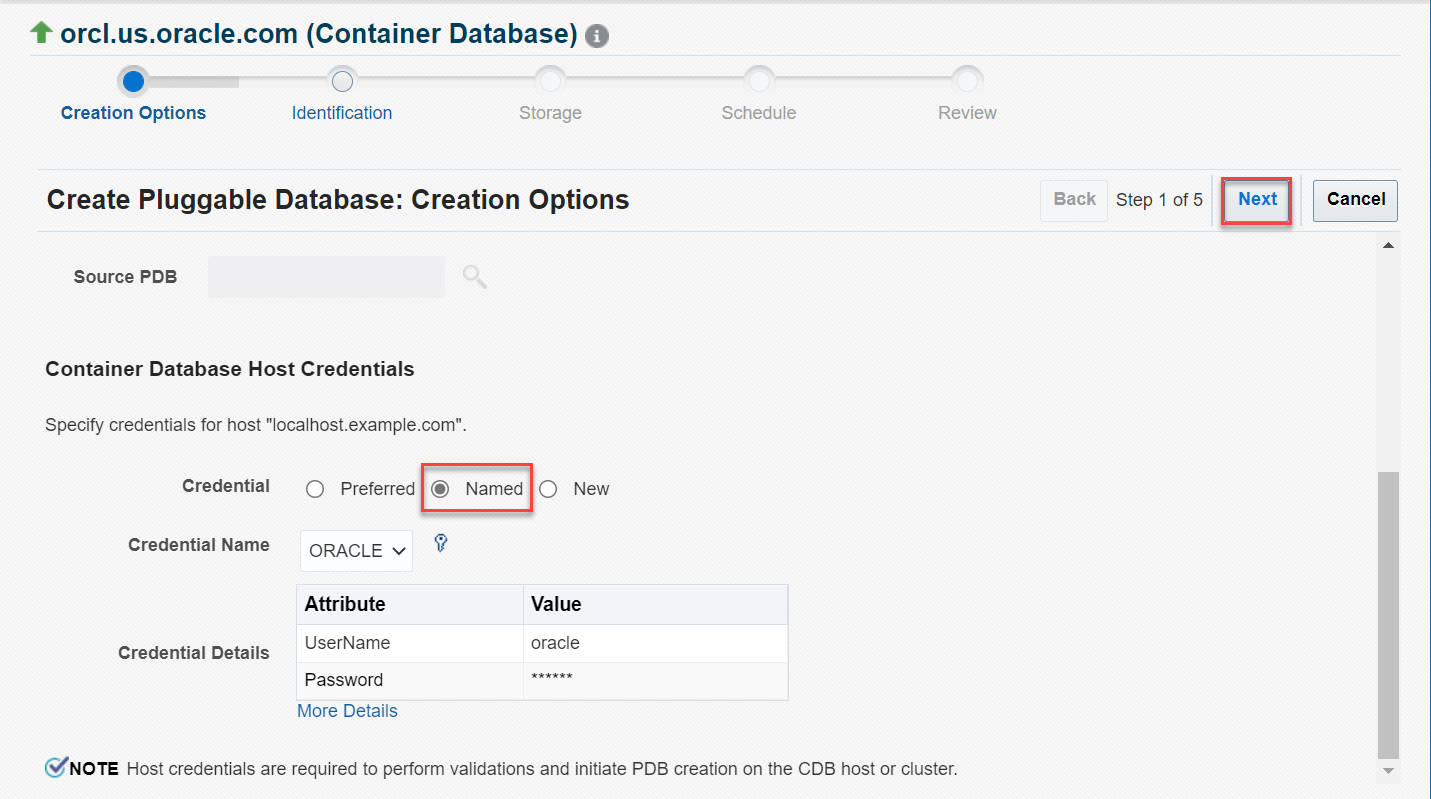 orcl.us.oracle.com (Container Database) i
Creation Options Identification Storage Schedule Review
Create Pluggable Database: Creation Options Back Step 1 of 5 Next Cancel
Source PDB
Container Database Host Credentials
Specify credentials for host "localhost.example.com".
Credential Preferred Named New
Credential Name ORACLE
Attribute Value
UserName oracle
Credential Details
Password ******
More Details
NOTE Host credentials are required to perform validations and initiate PDB creation on the CDB host or cluster.